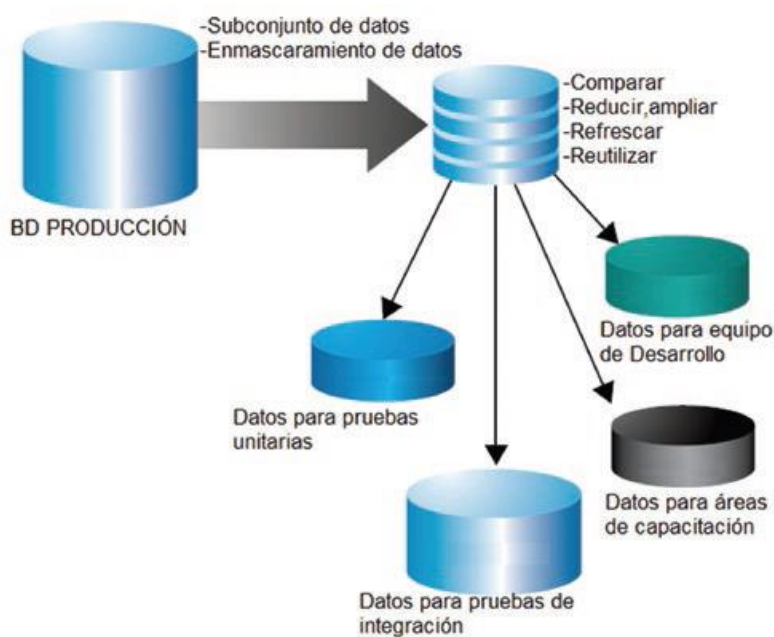 -Subconjunto de datos
-Enmascaramiento de datos
-Comparar
-Reducir,ampliar
-Refrescar
-Reutilizar
BD PRODUCCIÓN
Datos para equipo
de Desarrollo
Datos para pruebas
unitarias
Datos para áreas
de capacitación
Datos para pruebas de
integración